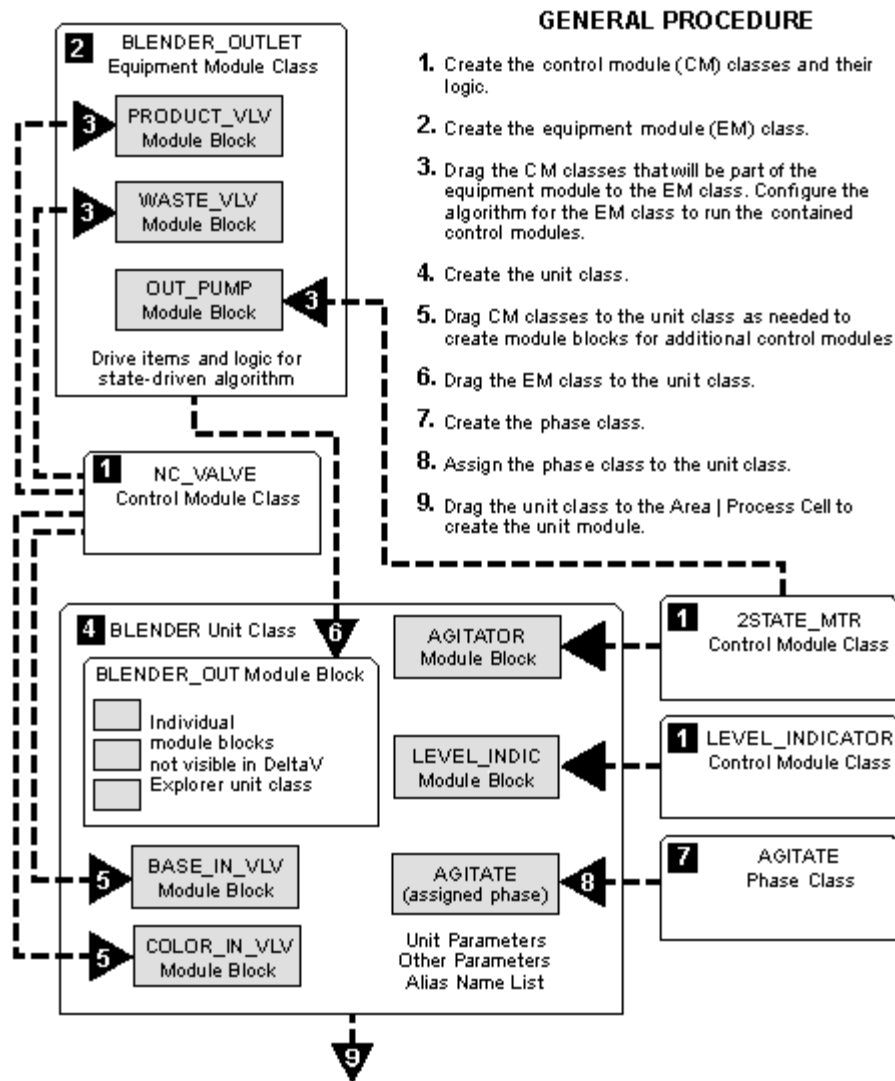 GENERAL PROCEDURE
1. Create the control module (CM) classes and their
logic.
2. Create the equipment module (EM) class.
3. Drag the CM classes that will be part of the
equipment module to the EM class. Configure the
algorithm for the EM class to run the contained
control modules.
4. Create the unit class.
5. Drag CM classes to the unit class as needed to
create module blocks for additional control modules
6. Drag the EM class to the unit class.
7. Create the phase class.
8. Assign the phase class to the unit class.
9. Drag the unit class to the Area | Process Cell to
create the unit module.
2 BLENDER_OUTLET
Equipment Module Class
3 PRODUCT_VLV
Module Block
3 WASTE_VLV
Module Block
OUT_PUMP 3
Module Block
Drive items and logic for
state-driven algorithm
1 NC_VALVE
Control Module Class
4 BLENDER Unit Class
6
BLENDER_OUT Module Block
Individual
module blocks
not visible in DeltaV
Explorer unit class
5 BASE_IN_VLV
Module Block
5 COLOR_IN_VLV
Module Block
AGITATOR
Module Block
LEVEL_INDIC
Module Block
AGITATE 8
(assigned phase)
Unit Parameters
Other Parameters
Alias Name List
1 2STATE_MTR
Control Module Class
1 LEVEL_INDICATOR
Control Module Class
7 AGITATE
Phase Class
9